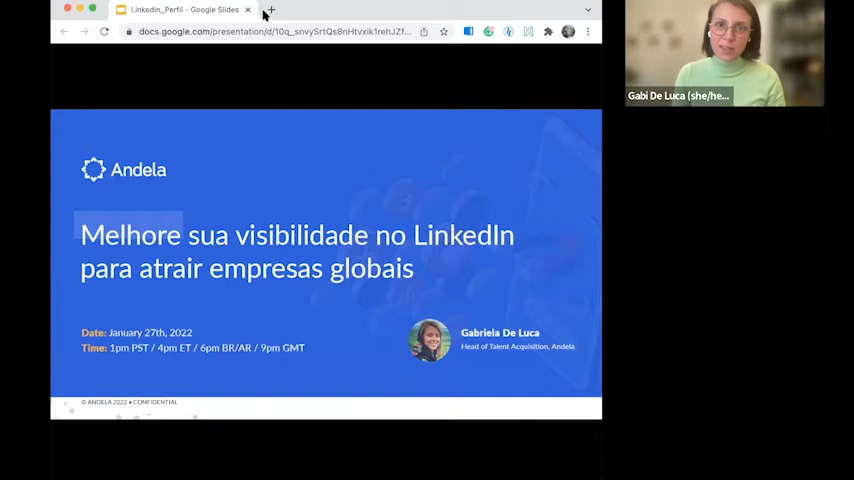 Linkedin_Perfil - Google Slides
docs.google.com/presentation/d/10q_snvySrtQs8nHtvxik1rehJZf...
Gabi De Luca (she/he...
Andela
Melhore sua visibilidade no LinkedIn
para atrair empresas globais
Date: January 27th, 2022
Time: 1pm PST / 4pm ET / 6pm BR/AR / 9pm GMT
Gabriela De Luca
Head of Talent Acquisition, Andela
© ANDELA 2022 • CONFIDENTIAL